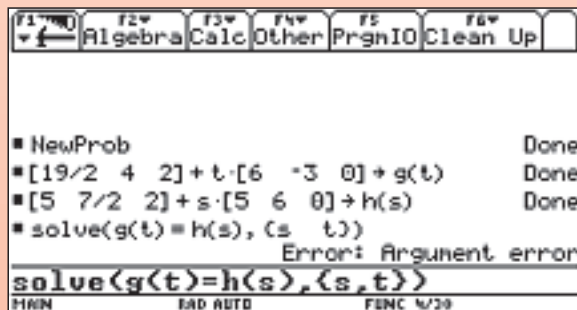 F1 F2▾ F3▾ F4▾ F5 F6▾
Algebra Calc Other PrgmIO Clean Up
▪ NewProb Done
▪ [19/2 4 2] + t·[6 -3 0] → g(t) Done
▪ [5 7/2 2] + s·[5 6 0] → h(s) Done
▪ solve(g(t) = h(s), {s t})
Error: Argument error
solve(g(t)=h(s),{s,t})
MAIN RAD AUTO FUNC 4/30